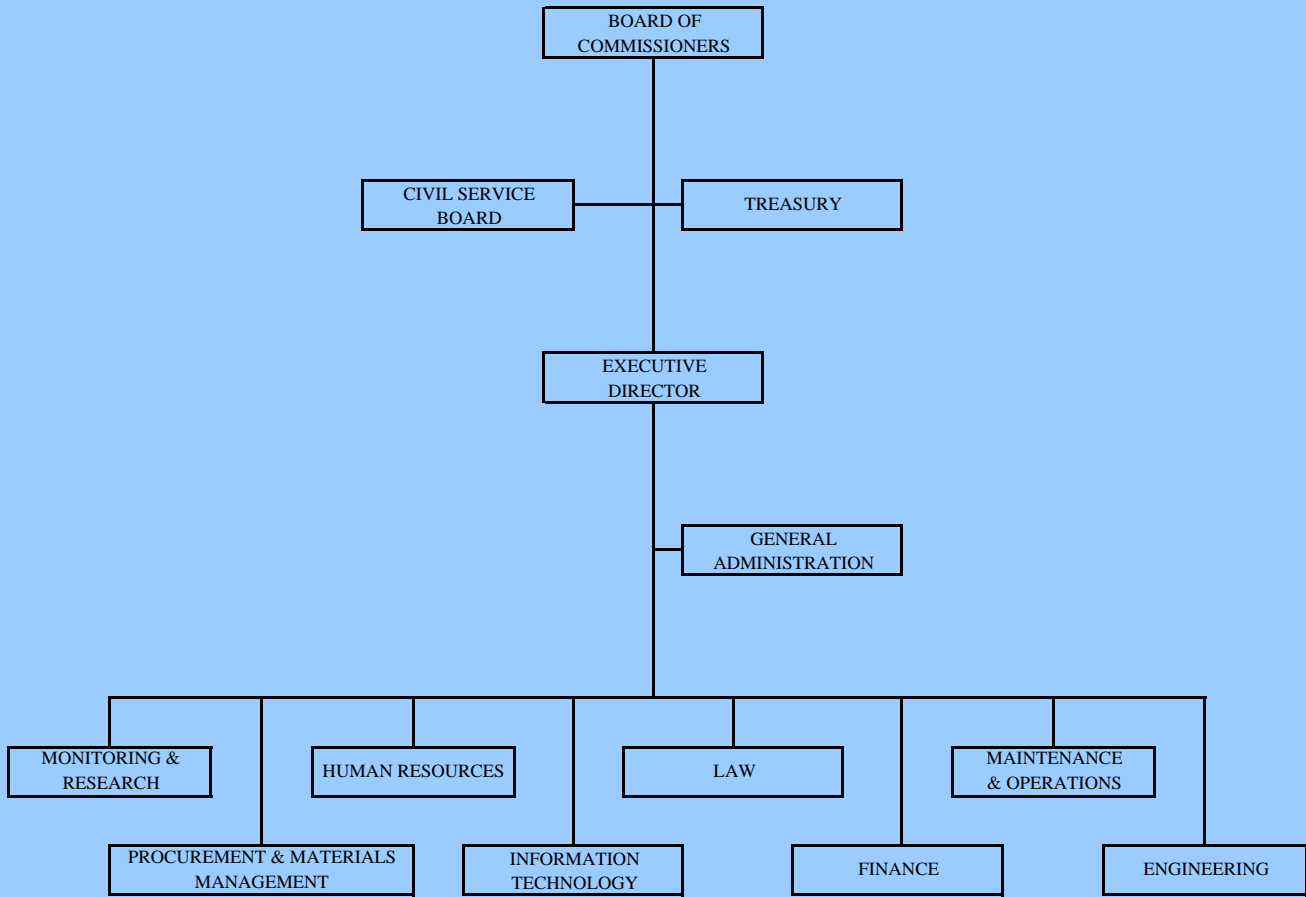 BOARD OF
COMMISSIONERS
CIVIL SERVICE
BOARD
TREASURY
EXECUTIVE
DIRECTOR
GENERAL
ADMINISTRATION
MONITORING &
RESEARCH
HUMAN RESOURCES
LAW
MAINTENANCE
& OPERATIONS
PROCUREMENT & MATERIALS
MANAGEMENT
INFORMATION
TECHNOLOGY
FINANCE
ENGINEERING